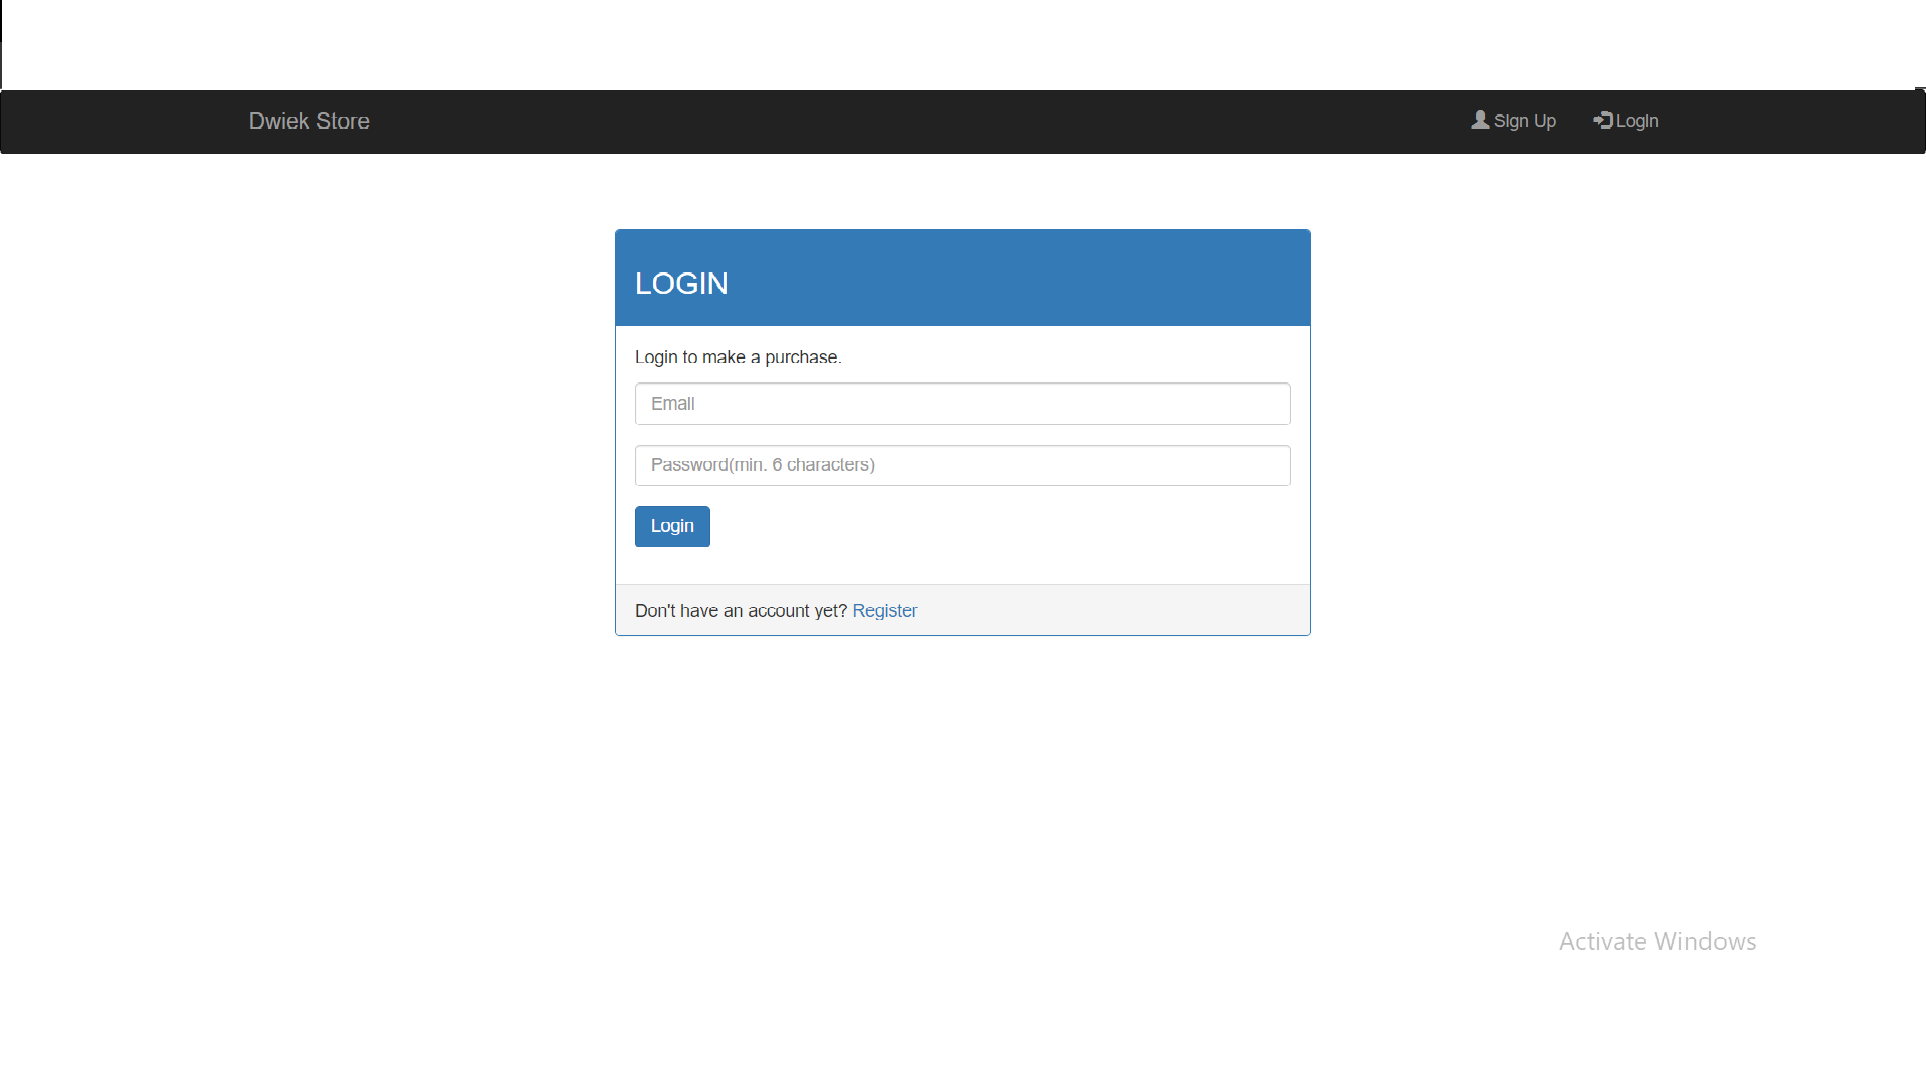 Dwiek Store
Sign Up
Login
LOGIN
Login to make a purchase.
Email
Password(min. 6 characters)
Login
Don't have an account yet? Register
Activate Windows